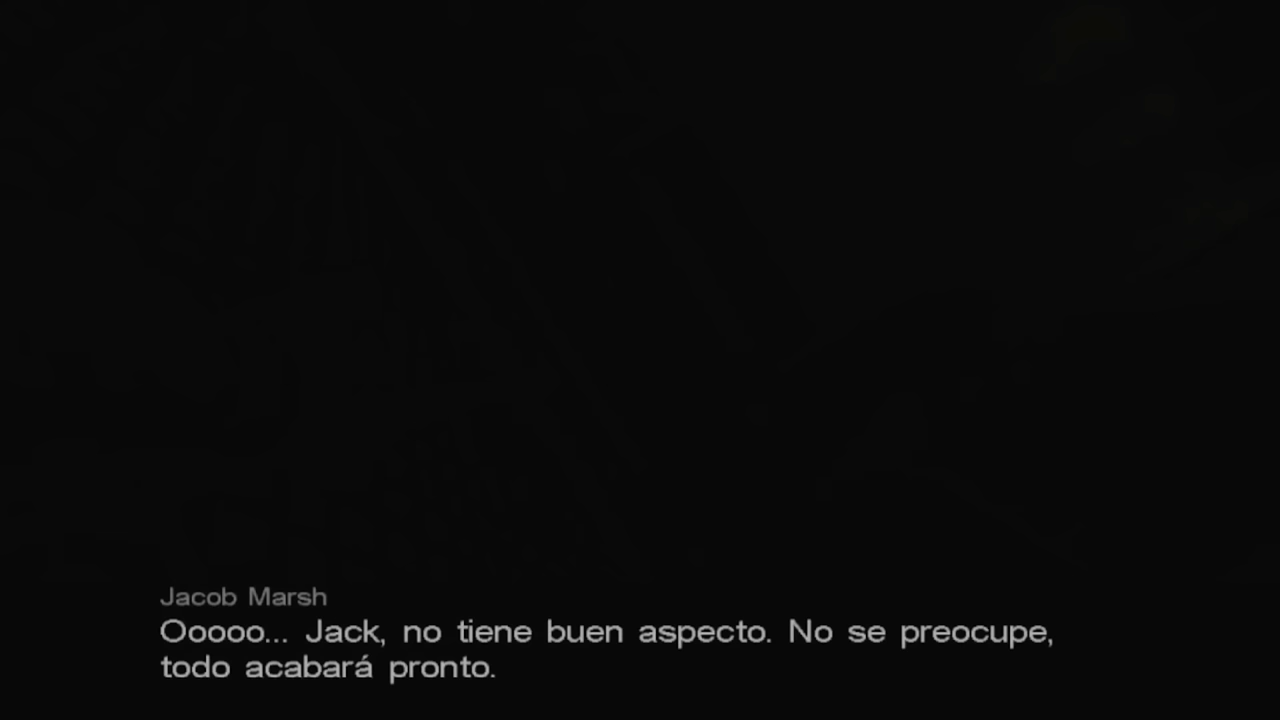 Jacob Marsh
Ooooo... Jack, no tiene buen aspecto. No se preocupe,
todo acabará pronto.